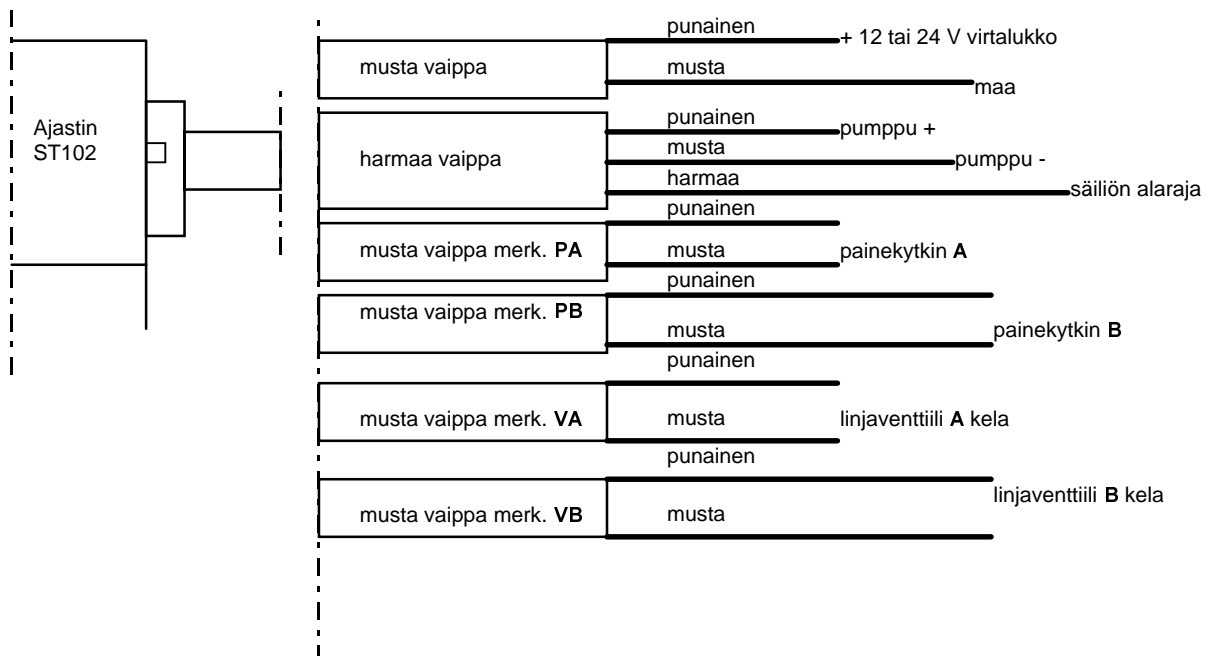 punainen
+ 12 tai 24 V virtalukko
musta vaippa
musta
maa
Ajastin
ST102
punainen
pumppu +
harmaa vaippa
musta
pumppu -
harmaa
säiliön alaraja
punainen
musta vaippa merk. PA
musta
painekytkin A
punainen
musta vaippa merk. PB
musta
painekytkin B
punainen
musta vaippa merk. VA
musta
linjaventtiili A kela
punainen
linjaventtiili B kela
musta vaippa merk. VB
musta